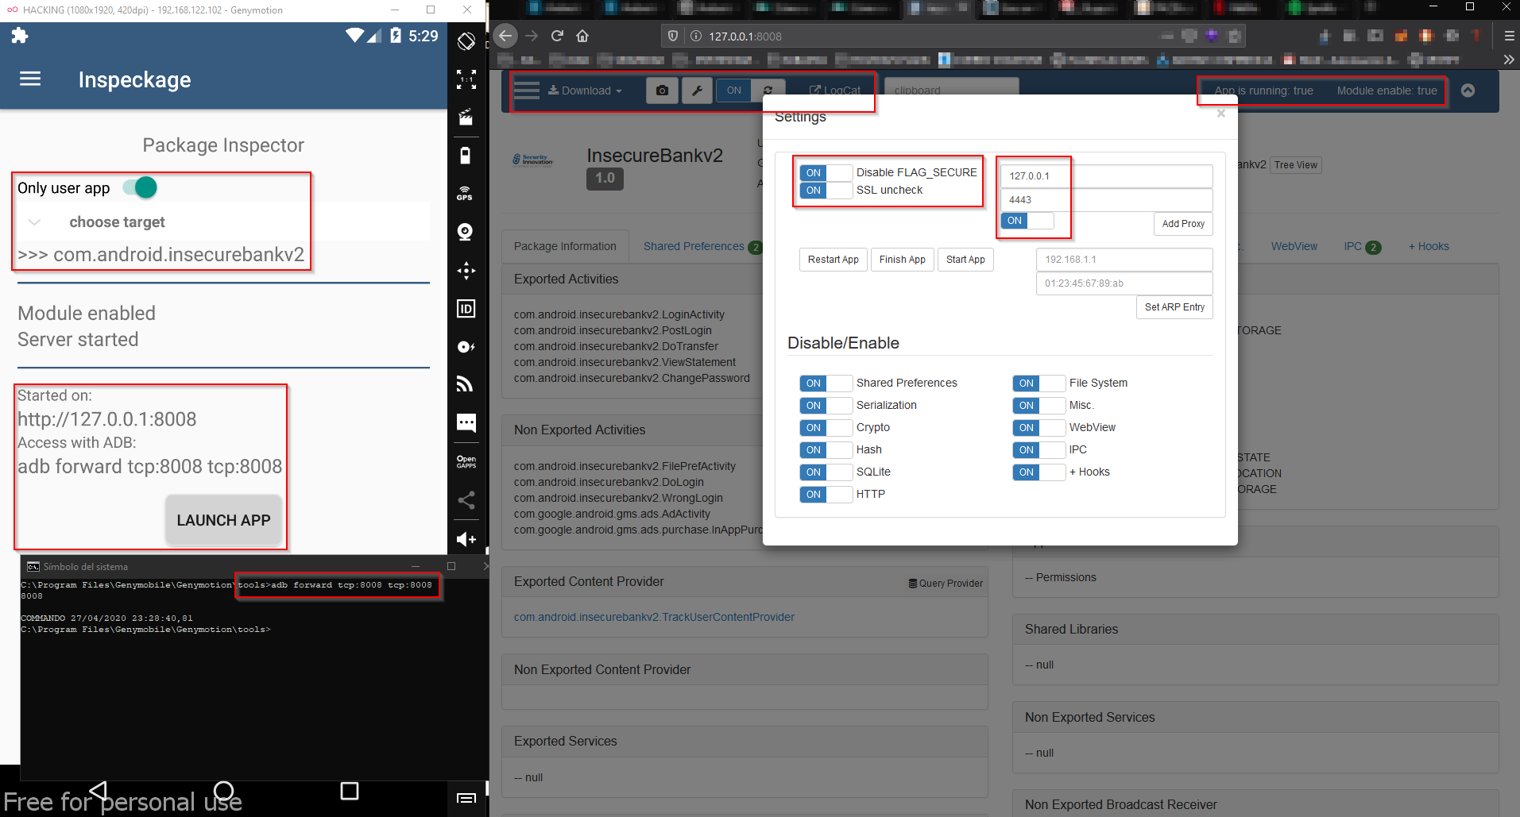 HACKING (1080x1920, 420dpi) - 192.168.122.102 - Genymotion
5:29
Inspeckage
Package Inspector
Only user app
choose target
>>> com.android.insecurebankv2
Module enabled
Server started
Started on:
http://127.0.0.1:8008
Access with ADB:
adb forward tcp:8008 tcp:8008
LAUNCH APP
1:1
GPS
ID
Open
GAPPS
Símbolo del sistema
C:\Program Files\Genymobile\Genymotion\tools>adb forward tcp:8008 tcp:8008
8008
COMMANDO 27/04/2020 23:28:40,81
C:\Program Files\Genymobile\Genymotion\tools>
Free for personal use
127.0.0.1:8008
Download
ON
LogCat
clipboard
App is running: true
Module enable: true
Security
Innovation
InsecureBankv2
1.0
nkv2
Tree View
Package Information
Shared Preferences 2
WebView
IPC 2
+ Hooks
Exported Activities
com.android.insecurebankv2.LoginActivity
com.android.insecurebankv2.PostLogin
com.android.insecurebankv2.DoTransfer
com.android.insecurebankv2.ViewStatement
com.android.insecurebankv2.ChangePassword
Non Exported Activities
com.android.insecurebankv2.FilePrefActivity
com.android.insecurebankv2.DoLogin
com.android.insecurebankv2.WrongLogin
com.google.android.gms.ads.AdActivity
com.google.android.gms.ads.purchase.InAppPurc
Exported Content Provider
Query Provider
com.android.insecurebankv2.TrackUserContentProvider
Non Exported Content Provider
Exported Services
-- null
TORAGE
STATE
OCATION
ORAGE
-- Permissions
Shared Libraries
-- null
Non Exported Services
-- null
Non Exported Broadcast Receiver
Settings
×
ON Disable FLAG_SECURE
ON SSL uncheck
127.0.0.1
4443
ON
Add Proxy
Restart App
Finish App
Start App
192.168.1.1
01:23:45:67:89:ab
Set ARP Entry
Disable/Enable
ON Shared Preferences
ON File System
ON Serialization
ON Misc.
ON Crypto
ON WebView
ON Hash
ON IPC
ON SQLite
ON + Hooks
ON HTTP